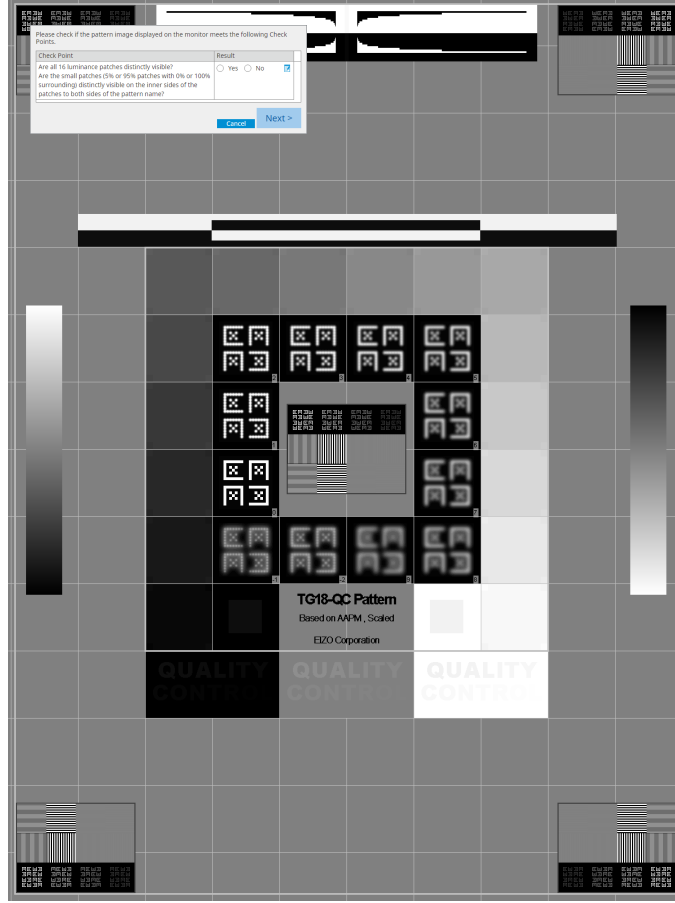 Please check if the pattern image displayed on the monitor meets the following Check
Points.
Check Point
Result
Are all 16 luminance patches distinctly visible?
Are the small patches (5% or 95% patches with 0% or 100%
surrounding) distinctly visible on the inner sides of the
patches to both sides of the pattern name?
Yes
No
Cancel
Next >
TG18-QC Pattern
Based on AAPM , Scaled
EIZO Corporation
QUALITY QUALITY QUALITY
CONTROL CONTROL CONTROL